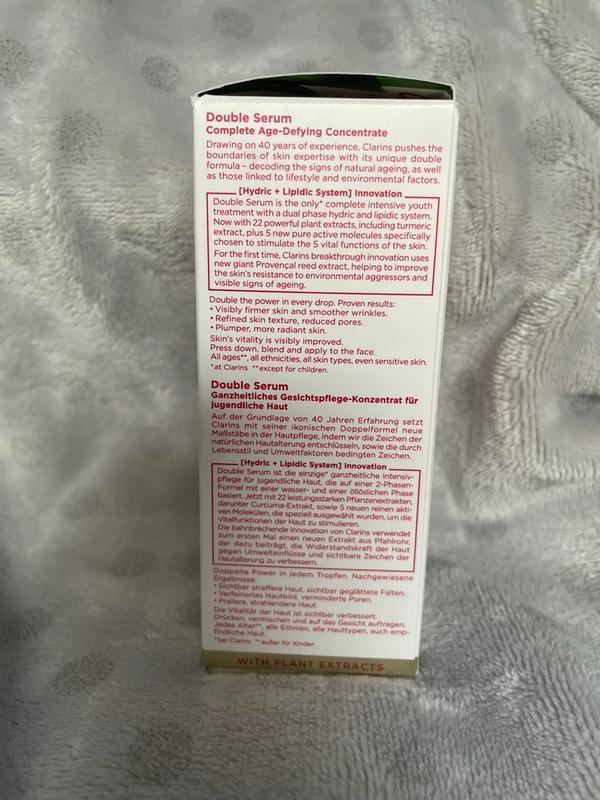 Double Serum
Complete Age-Defying Concentrate
Drawing on 40 years of experience, Clarins pushes the
boundaries of skin expertise with its unique double
formula – decoding the signs of natural ageing, as well
as those linked to lifestyle and environmental factors.
[Hydric + Lipidic System] Innovation
Double Serum is the only* complete intensive youth
treatment with a dual phase hydric and lipidic system.
Now with 22 powerful plant extracts, including turmeric
extract, plus 5 new pure active molecules specifically
chosen to stimulate the 5 vital functions of the skin.
For the first time, Clarins breakthrough innovation uses
new giant Provençal reed extract, helping to improve
the skin's resistance to environmental aggressors and
visible signs of ageing.
Double the power in every drop. Proven results:
• Visibly firmer skin and smoother wrinkles.
• Refined skin texture, reduced pores.
• Plumper, more radiant skin.
Skin's vitality is visibly improved.
Press down, blend and apply to the face.
All ages**, all ethnicities, all skin types, even sensitive skin.
*at Clarins **except for children.
Double Serum
Ganzheitliches Gesichtspflege-Konzentrat für
jugendliche Haut
Auf der Grundlage von 40 Jahren Erfahrung setzt
Clarins mit seiner ikonischen Doppelformel neue
Maßstäbe in der Hautpflege, indem wir die Zeichen der
natürlichen Hautalterung entschlüsseln, sowie die durch
Lebensstil und Umweltfaktoren bedingten Zeichen.
[Hydric + Lipidic System] Innovation
Double Serum ist die einzige* ganzheitliche Intensiv-
pflege für jugendliche Haut, die auf einer 2-Phasen-
Formel mit einer wasser- und einer öllöslichen Phase
basiert. Jetzt mit 22 leistungsstarken Pflanzenextrakten,
darunter Curcuma-Extrakt, sowie 5 neuen reinen akti-
ven Molekülen, die speziell ausgewählt wurden, um die
Vitalfunktionen der Haut zu stimulieren.
Die bahnbrechende Innovation von Clarins verwendet
zum ersten Mal einen neuen Extrakt aus Pfahlrohr,
der dazu beiträgt, die Widerstandskraft der Haut
gegen Umwelteinflüsse und sichtbare Zeichen der
Hautalterung zu verbessern.
Doppelte Power in jedem Tropfen. Nachgewiesene
Ergebnisse:
• Sichtbar straffere Haut, sichtbar geglättete Falten.
• Verfeinertes Hautbild, verminderte Poren.
• Prallere, strahlendere Haut.
Die Vitalität der Haut ist sichtbar verbessert.
Drücken, vermischen und auf das Gesicht auftragen.
Jedes Alter**, alle Ethnien, alle Hauttypen, auch emp-
findliche Haut.
*bei Clarins **außer für Kinder
WITH PLANT EXTRACTS